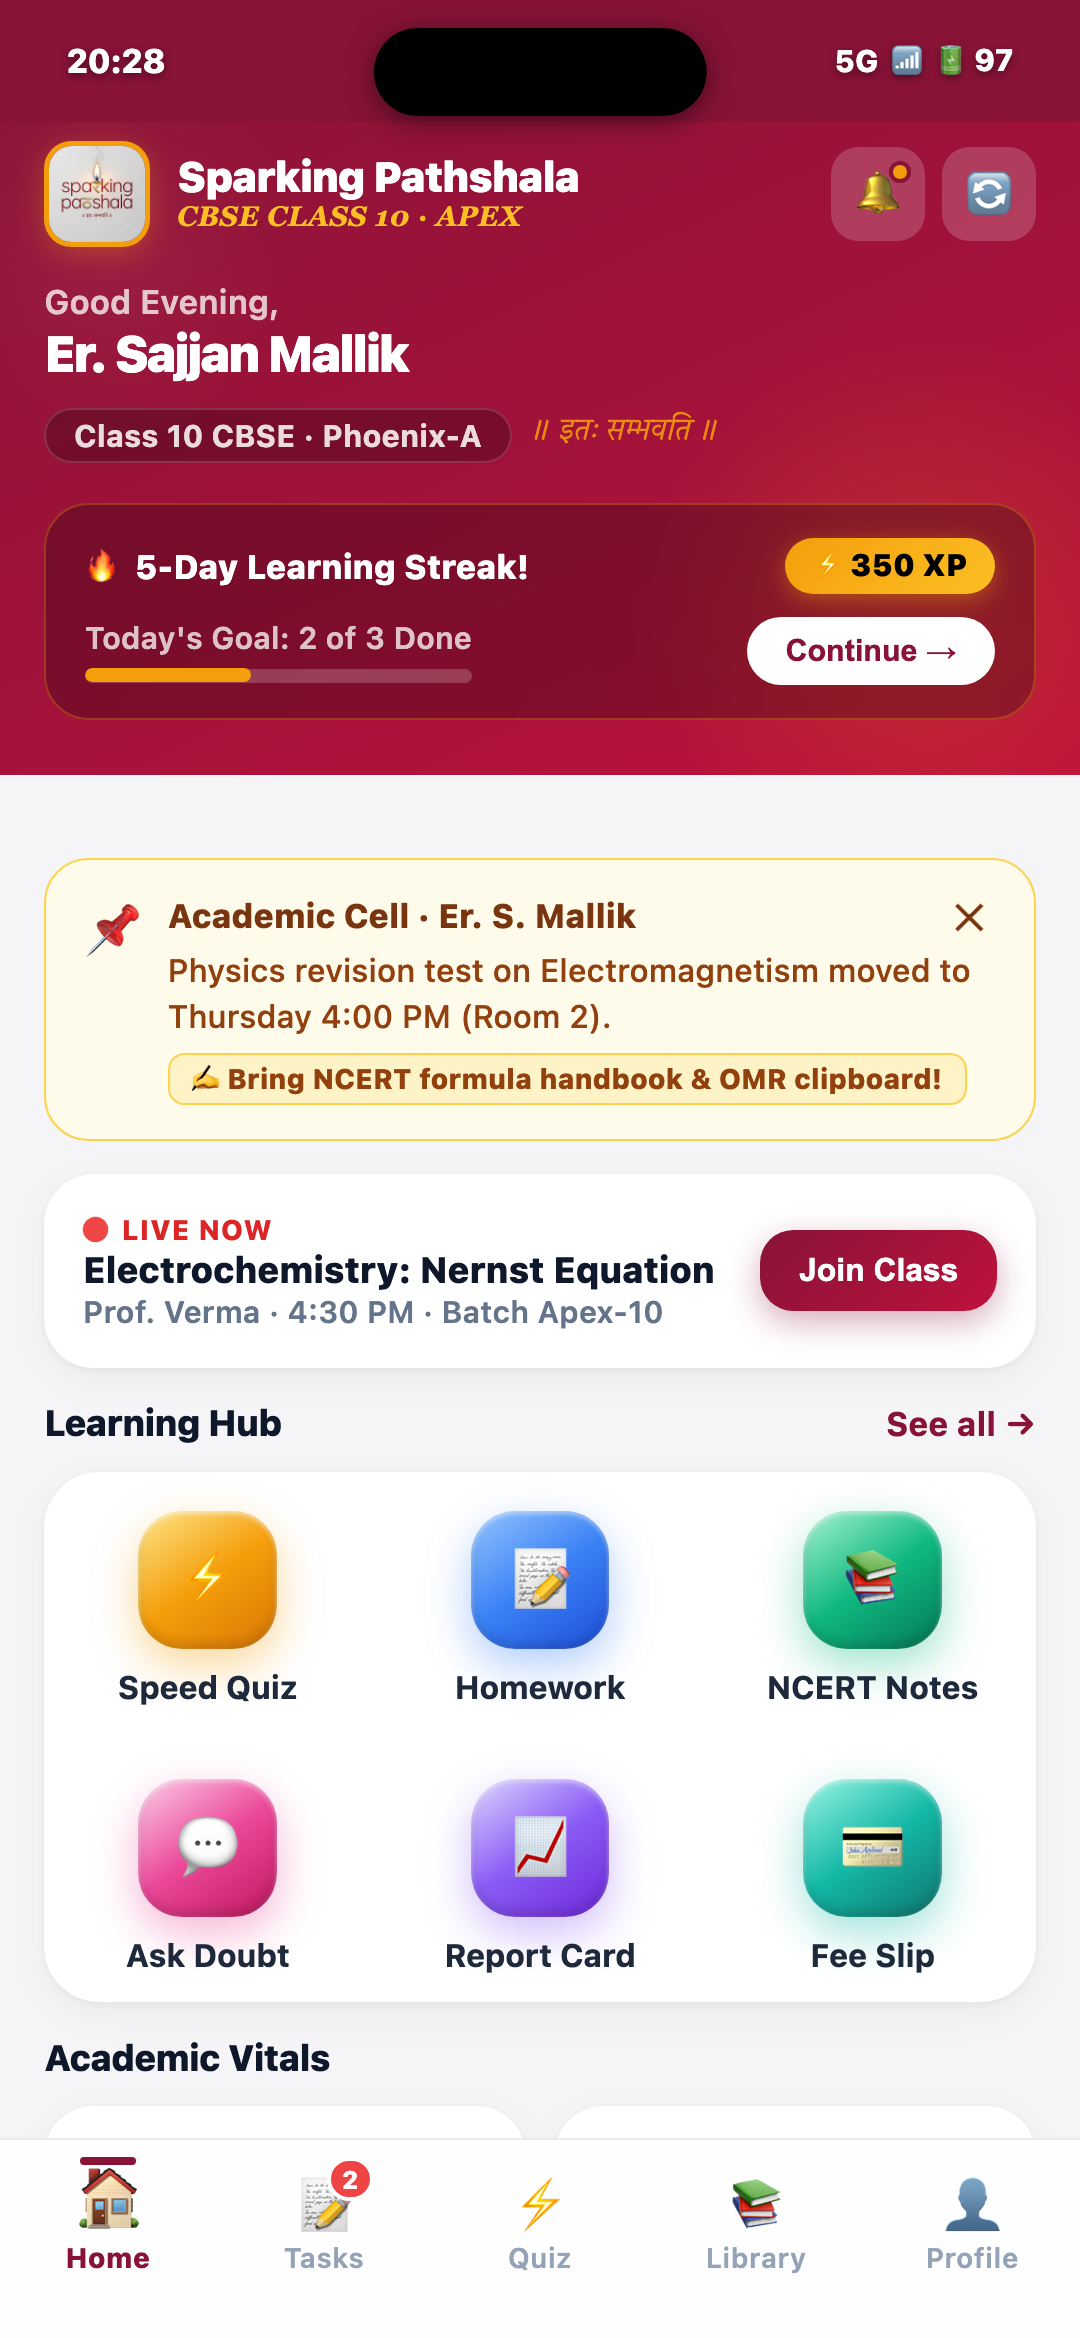 20:28
5G 97
sparking
pathshala
Sparking Pathshala
CBSE CLASS 10 · APEX
Good Evening,
Er. Sajjan Mallik
Class 10 CBSE · Phoenix-A
॥ इतः सम्भवति ॥
5-Day Learning Streak!
350 XP
Today's Goal: 2 of 3 Done
Continue →
Academic Cell · Er. S. Mallik
Physics revision test on Electromagnetism moved to
Thursday 4:00 PM (Room 2).
Bring NCERT formula handbook & OMR clipboard!
LIVE NOW
Electrochemistry: Nernst Equation
Prof. Verma · 4:30 PM · Batch Apex-10
Join Class
Learning Hub
See all →
Speed Quiz
Homework
NCERT Notes
Ask Doubt
Report Card
Fee Slip
Academic Vitals
2
Home
Tasks
Quiz
Library
Profile